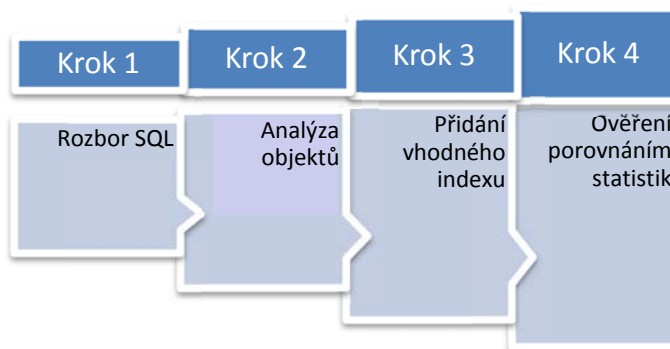 Krok 1
Krok 2
Krok 3
Krok 4
Rozbor SQL
Analýza
objektů
Přidání
vhodného
indexu
Ověření
porovnáním
statistik